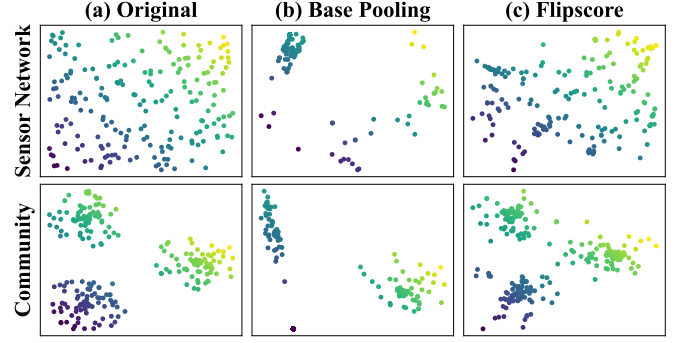 (a) Original
(b) Base Pooling
(c) Flipscore
Sensor Network
Community